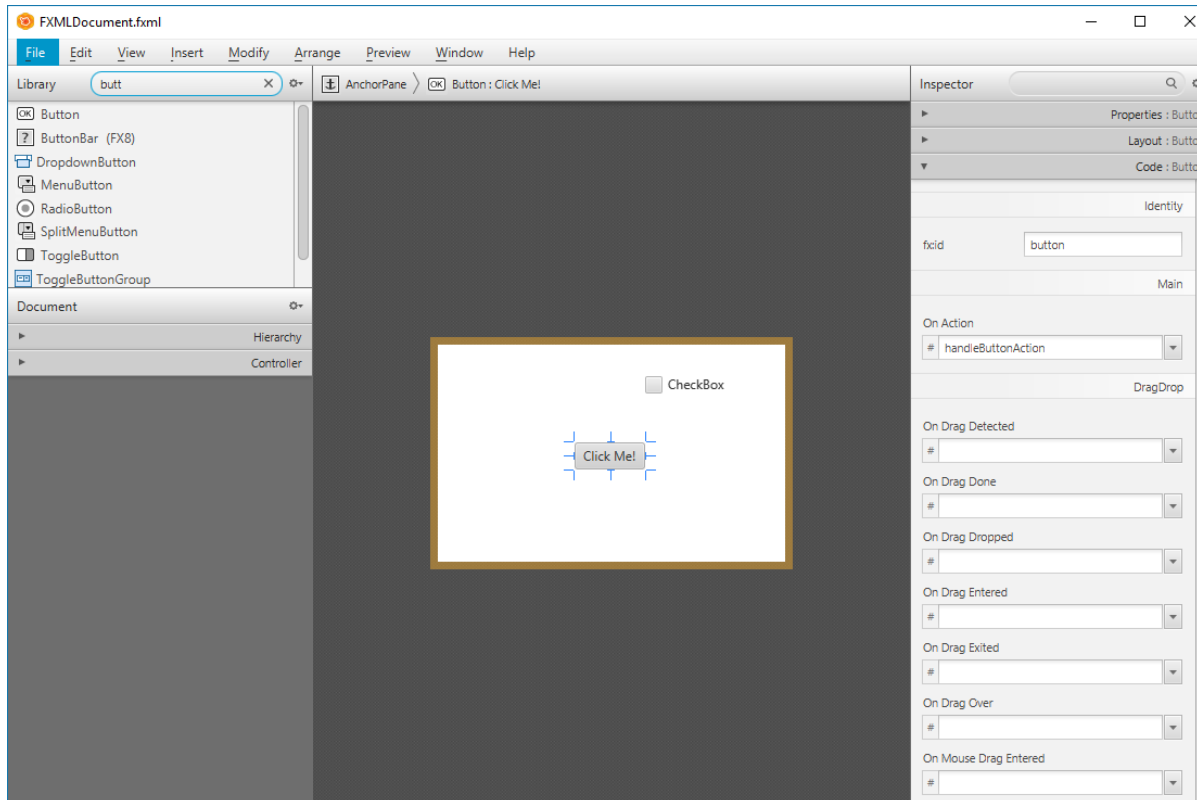 FXMLDocument.fxml
File Edit View Insert Modify Arrange Preview Window Help
Library butt
AnchorPane OK Button : Click Me!
Inspector
OK Button
? ButtonBar (FX8)
DropdownButton
MenuButton
RadioButton
SplitMenuButton
ToggleButton
ToggleButtonGroup
Document
Hierarchy
Controller
CheckBox
Click Me!
Properties : Butto
Layout : Butto
Code : Butto
Identity
fx:id button
Main
On Action
# handleButtonAction
DragDrop
On Drag Detected
#
On Drag Done
#
On Drag Dropped
#
On Drag Entered
#
On Drag Exited
#
On Drag Over
#
On Mouse Drag Entered
#